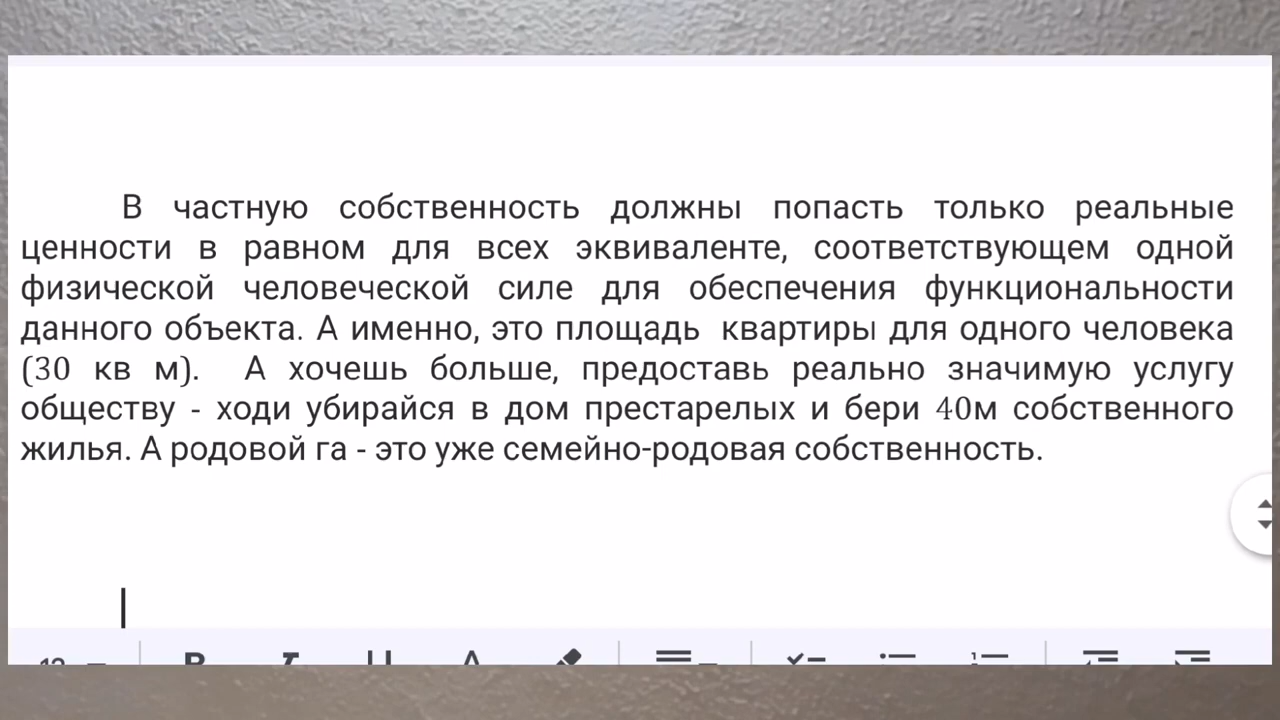 В частную собственность должны попасть только реальные
ценности в равном для всех эквиваленте, соответствующем одной
физической человеческой силе для обеспечения функциональности
данного объекта. А именно, это площадь квартиры для одного человека
(30 кв м). А хочешь больше, предоставь реально значимую услугу
обществу - ходи убирайся в дом престарелых и бери 40м собственного
жилья. А родовой га - это уже семейно-родовая собственность.